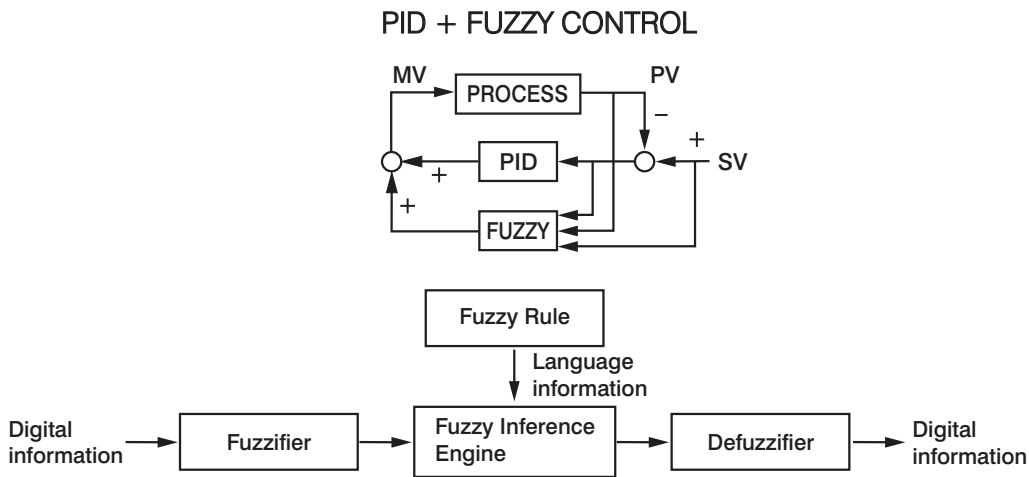 PID + FUZZY CONTROL
MV
PROCESS
PV
−
+
PID
SV
+
+
FUZZY
Fuzzy Rule
Language
information
Digital
information
Fuzzifier
Fuzzy Inference
Engine
Defuzzifier
Digital
information